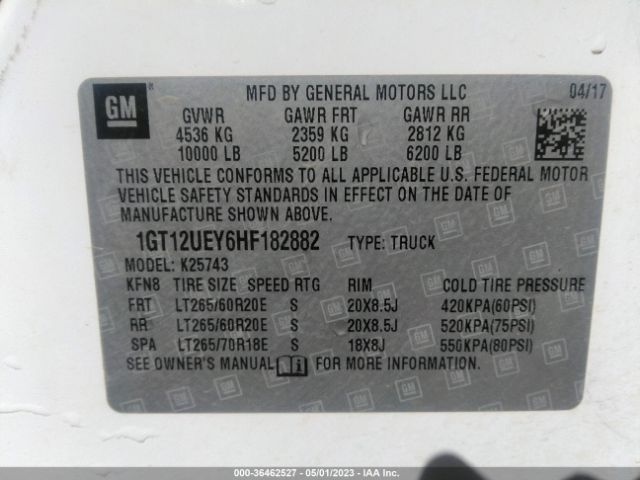 GM
MFD BY GENERAL MOTORS LLC 04/17
GVWR GAWR FRT GAWR RR
4536 KG 2359 KG 2812 KG
10000 LB 5200 LB 6200 LB
THIS VEHICLE CONFORMS TO ALL APPLICABLE U.S. FEDERAL MOTOR
VEHICLE SAFETY STANDARDS IN EFFECT ON THE DATE OF
MANUFACTURE SHOWN ABOVE.
1GT12UEY6HF182882 TYPE: TRUCK
MODEL: K25743
KFN8 TIRE SIZE SPEED RTG RIM COLD TIRE PRESSURE
FRT LT265/60R20E S 20X8.5J 420KPA(60PSI)
RR LT265/60R20E S 20X8.5J 520KPA(75PSI)
SPA LT265/70R18E S 18X8J 550KPA(80PSI)
SEE OWNER'S MANUAL FOR MORE INFORMATION.
000-36462527 - 05/01/2023 - IAA Inc.